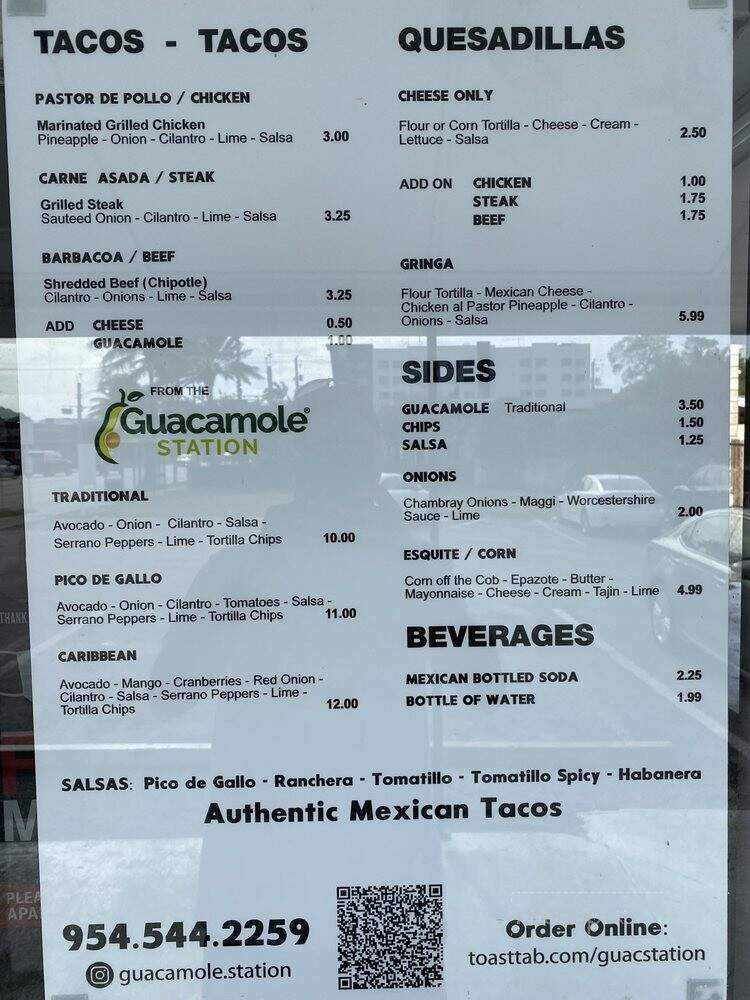 TACOS - TACOS
PASTOR DE POLLO / CHICKEN
Marinated Grilled Chicken
Pineapple - Onion - Cilantro - Lime - Salsa 3.00
CARNE ASADA / STEAK
Grilled Steak
Sauteed Onion - Cilantro - Lime - Salsa 3.25
BARBACOA / BEEF
Shredded Beef (Chipotle)
Cilantro - Onions - Lime - Salsa 3.25
ADD CHEESE 0.50
GUACAMOLE 1.00
FROM THE
Guacamole®
STATION
TRADITIONAL
Avocado - Onion - Cilantro - Salsa -
Serrano Peppers - Lime - Tortilla Chips 10.00
PICO DE GALLO
Avocado - Onion - Cilantro - Tomatoes - Salsa -
Serrano Peppers - Lime - Tortilla Chips 11.00
CARIBBEAN
Avocado - Mango - Cranberries - Red Onion -
Cilantro - Salsa - Serrano Peppers - Lime -
Tortilla Chips 12.00
QUESADILLAS
CHEESE ONLY
Flour or Corn Tortilla - Cheese - Cream -
Lettuce - Salsa 2.50
ADD ON CHICKEN 1.00
STEAK 1.75
BEEF 1.75
GRINGA
Flour Tortilla - Mexican Cheese -
Chicken al Pastor Pineapple - Cilantro -
Onions - Salsa 5.99
SIDES
GUACAMOLE Traditional 3.50
CHIPS 1.50
SALSA 1.25
ONIONS
Chambray Onions - Maggi - Worcestershire
Sauce - Lime 2.00
ESQUITE / CORN
Corn off the Cob - Epazote - Butter -
Mayonnaise - Cheese - Cream - Tajin - Lime 4.99
BEVERAGES
MEXICAN BOTTLED SODA 2.25
BOTTLE OF WATER 1.99
SALSAS: Pico de Gallo - Ranchera - Tomatillo - Tomatillo Spicy - Habanera
Authentic Mexican Tacos
954.544.2259
guacamole.station
Order Online:
toasttab.com/guacstation
THANK